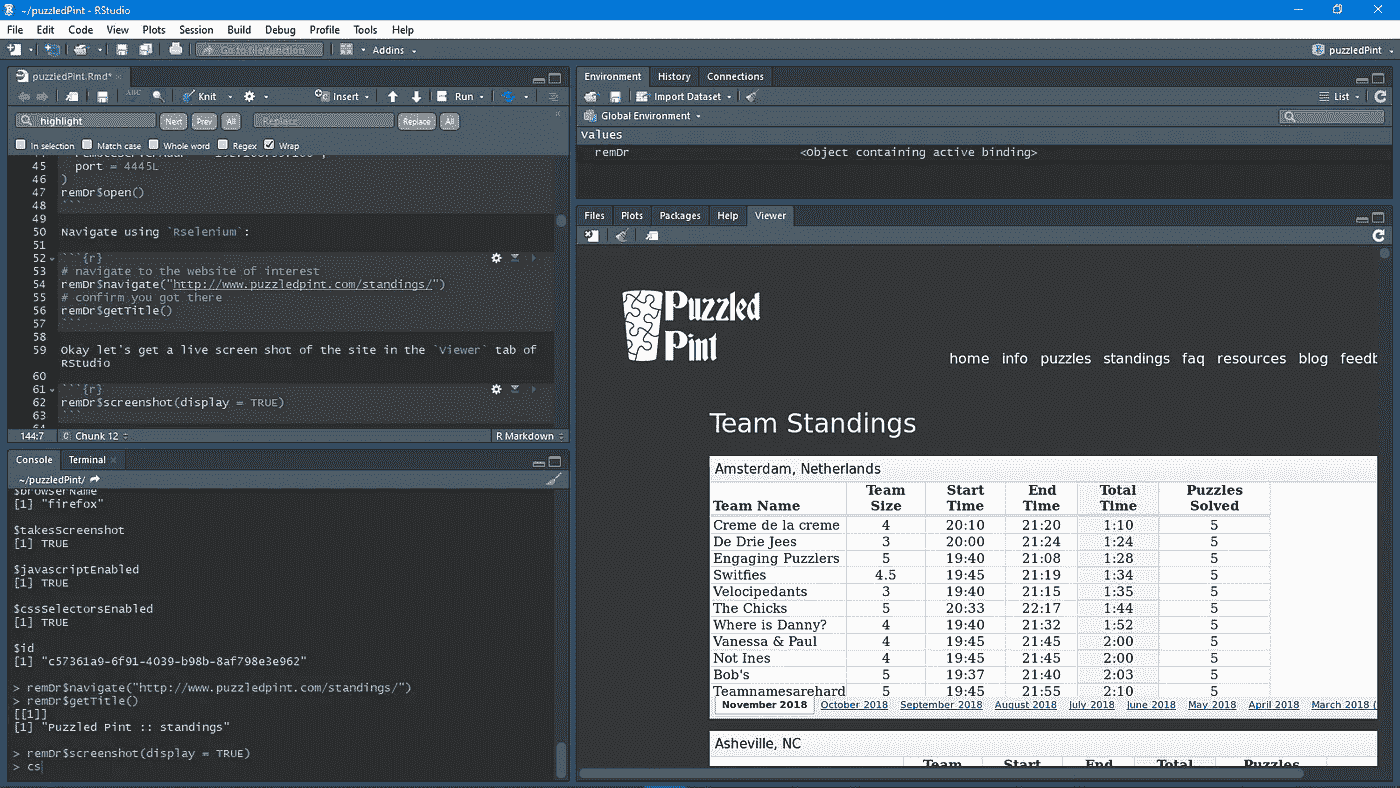 ~/puzzledPint - RStudio
File Edit Code View Plots Session Build Debug Profile Tools Help
Go to file/function Addins puzzledPint
puzzledPint.Rmd*
ABC Knit Insert Run
highlight Next Prev All Replace Replace All
In selection Match case Whole word Regex Wrap
45 port = 4445L
46 )
47 remDr$open()
48 ```
49
50 Navigate using `Rselenium`:
51
52 ```{r}
53 # navigate to the website of interest
54 remDr$navigate("http://www.puzzledpint.com/standings/")
55 # confirm you got there
56 remDr$getTitle()
57 ```
58
59 Okay let's get a live screen shot of the site in the `Viewer` tab of
RStudio
60
61 ```{r}
62 remDr$screenshot(display = TRUE)
63 ```
144:7 Chunk 12 R Markdown
Console Terminal
~/puzzledPint/
$browserName
[1] "firefox"
$takesScreenshot
[1] TRUE
$javascriptEnabled
[1] TRUE
$cssSelectorsEnabled
[1] TRUE
$id
[1] "c57361a9-6f91-4039-b98b-8af798e3e962"
> remDr$navigate("http://www.puzzledpint.com/standings/")
> remDr$getTitle()
[[1]]
[1] "Puzzled Pint :: standings"
> remDr$screenshot(display = TRUE)
> cs
Environment History Connections
Import Dataset List
Global Environment
Values
remDr <Object containing active binding>
Files Plots Packages Help Viewer
Puzzled
Pint
home info puzzles standings faq resources blog feedb
Team Standings
Amsterdam, Netherlands
Team Name Team Size Start Time End Time Total Time Puzzles Solved
Creme de la creme 4 20:10 21:20 1:10 5
De Drie Jees 3 20:00 21:24 1:24 5
Engaging Puzzlers 5 19:40 21:08 1:28 5
Switfies 4.5 19:45 21:19 1:34 5
Velocipedants 3 19:40 21:15 1:35 5
The Chicks 5 20:33 22:17 1:44 5
Where is Danny? 4 19:40 21:32 1:52 5
Vanessa & Paul 4 19:45 21:45 2:00 5
Not Ines 4 19:45 21:45 2:00 5
Bob's 5 19:37 21:40 2:03 5
Teamnamesarehard 5 19:45 21:55 2:10 5
November 2018 October 2018 September 2018 August 2018 July 2018 June 2018 May 2018 April 2018 March 2018 (
Asheville, NC
Team Start End Total Puzzles